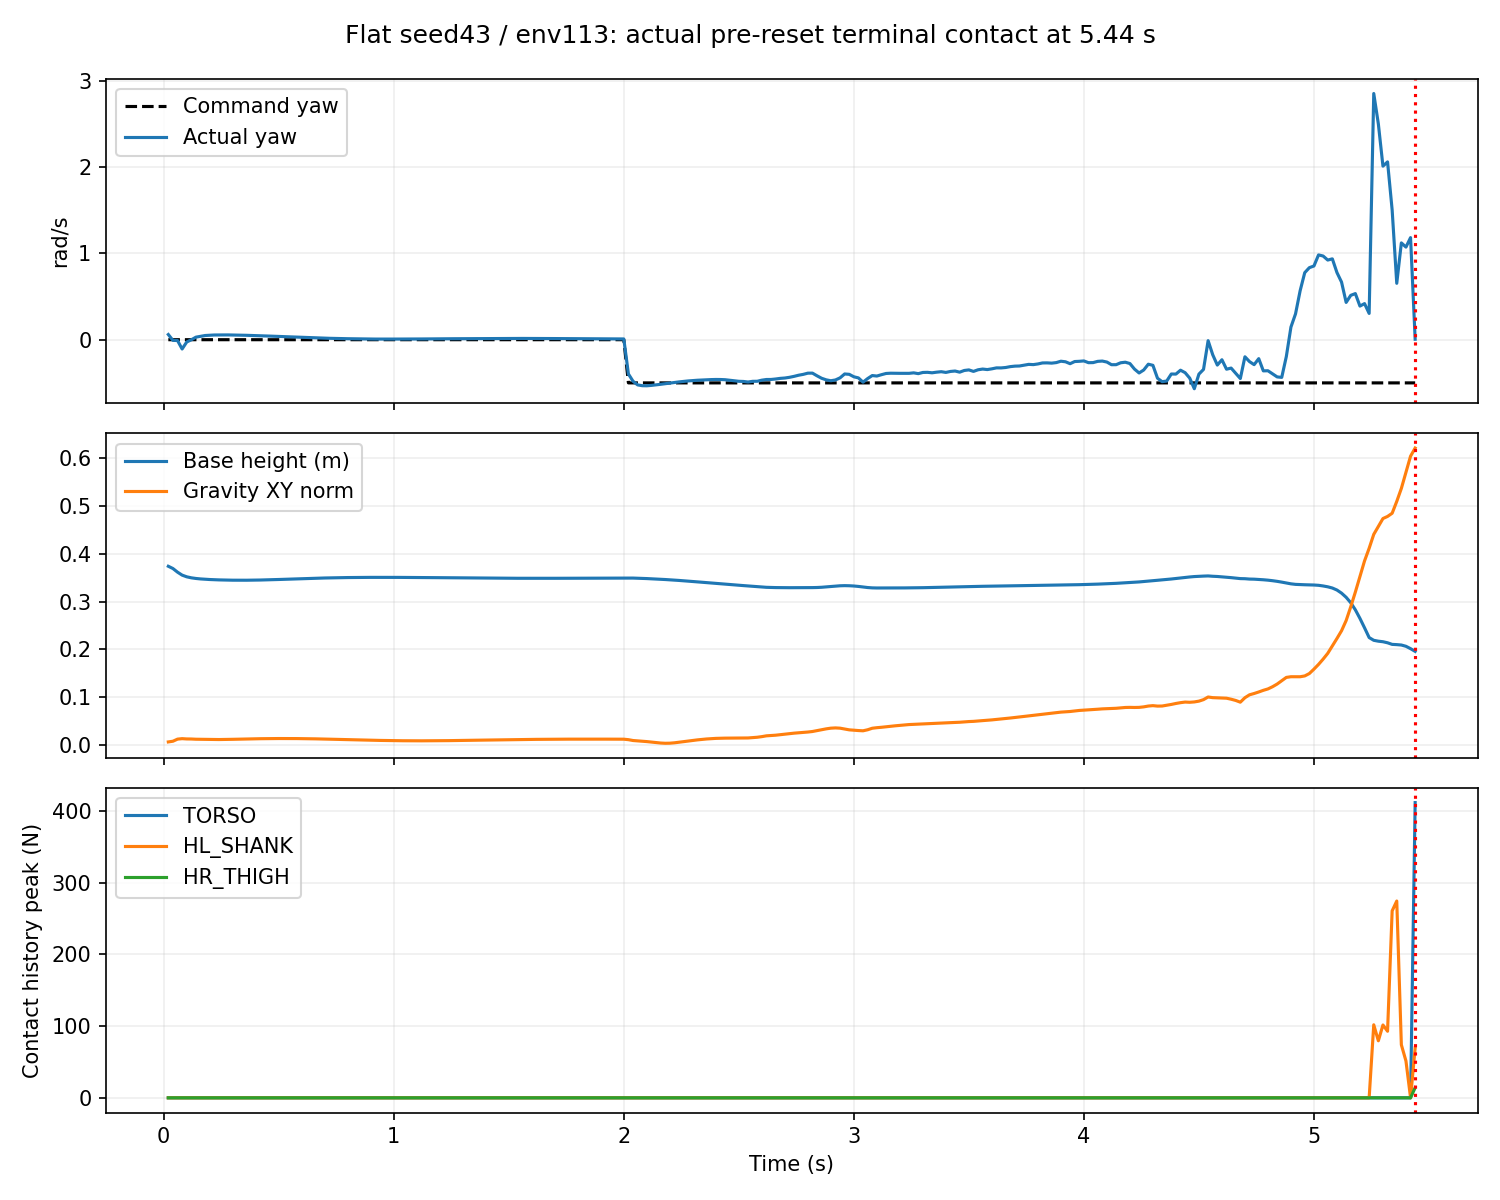 Flat seed43 / env113: actual pre-reset terminal contact at 5.44 s
3
2
1
0
rad/s
Command yaw
Actual yaw
0.6
0.5
0.4
0.3
0.2
0.1
0.0
Base height (m)
Gravity XY norm
400
300
200
100
0
Contact history peak (N)
TORSO
HL_SHANK
HR_THIGH
0 1 2 3 4 5
Time (s)